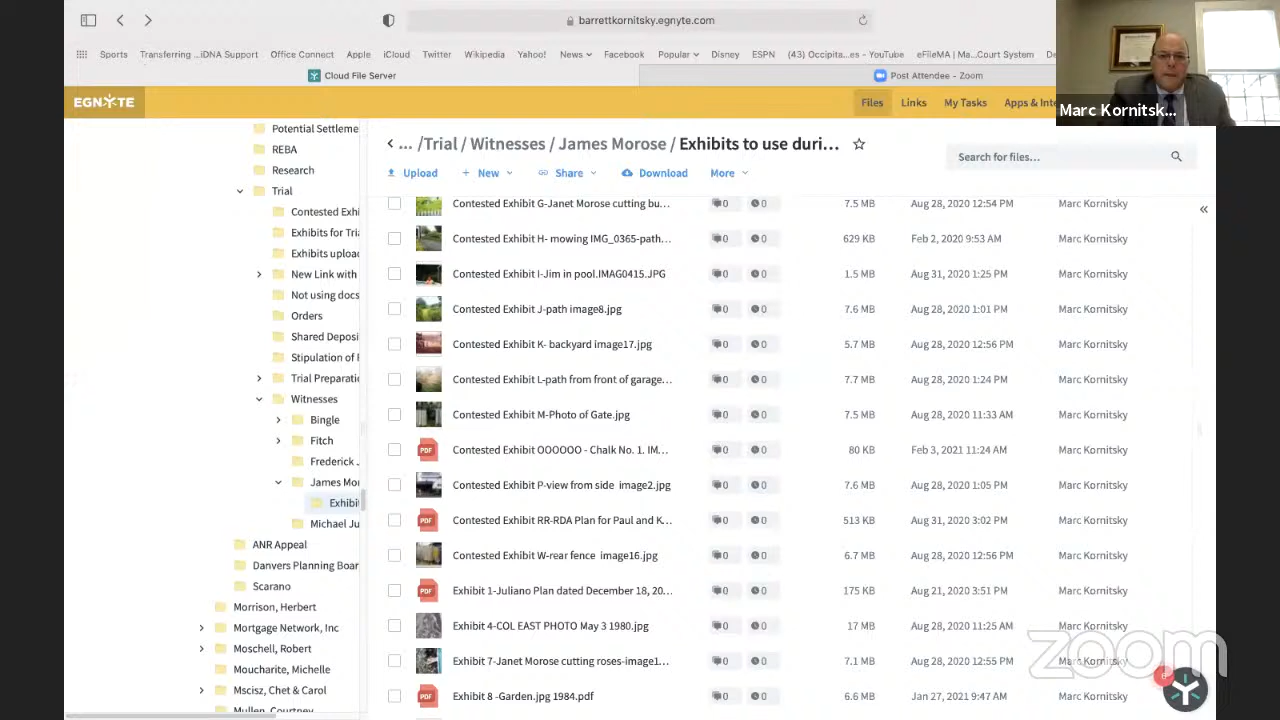 barrettkornitsky.egnyte.com
Sports Transferring ...iDNA Support Office Connect Apple iCloud Twitter Wikipedia Yahoo! News Facebook Popular Disney ESPN (43) Occipita... – YouTube eFileMA | Ma...Court System De
Cloud File Server
Post Attendee - Zoom
Marc Kornitsk...
EGNYTE
Files Links My Tasks Apps & Inte
Potential Settleme
REBA
Research
Trial
Contested Exhi
Exhibits for Tria
Exhibits upload
New Link with
Not using docs
Orders
Shared Deposi
Stipulation of F
Trial Preparatio
Witnesses
Bingle
Fitch
Frederick J.
James Mor
Exhibit
Michael Ju
ANR Appeal
Danvers Planning Boar
Scarano
Morrison, Herbert
Mortgage Network, Inc
Moschell, Robert
Moucharite, Michelle
Mscisz, Chet & Carol
Mullen, Courtney
... /Trial / Witnesses / James Morose / Exhibits to use duri...
Search for files...
Upload New Share Download More
Contested Exhibit G-Janet Morose cutting bu... 0 0 7.5 MB Aug 28, 2020 12:54 PM Marc Kornitsky
Contested Exhibit H- mowing IMG_0365-path... 0 0 629 KB Feb 2, 2020 9:53 AM Marc Kornitsky
Contested Exhibit I-Jim in pool.IMAG0415.JPG 0 0 1.5 MB Aug 31, 2020 1:25 PM Marc Kornitsky
Contested Exhibit J-path image8.jpg 0 0 7.6 MB Aug 28, 2020 1:01 PM Marc Kornitsky
Contested Exhibit K- backyard image17.jpg 0 0 5.7 MB Aug 28, 2020 12:56 PM Marc Kornitsky
Contested Exhibit L-path from front of garage... 0 0 7.7 MB Aug 28, 2020 1:24 PM Marc Kornitsky
Contested Exhibit M-Photo of Gate.jpg 0 0 7.5 MB Aug 28, 2020 11:33 AM Marc Kornitsky
PDF Contested Exhibit OOOOOO - Chalk No. 1. IM... 0 0 80 KB Feb 3, 2021 11:24 AM Marc Kornitsky
Contested Exhibit P-view from side image2.jpg 0 0 7.6 MB Aug 28, 2020 1:05 PM Marc Kornitsky
PDF Contested Exhibit RR-RDA Plan for Paul and K... 0 0 513 KB Aug 31, 2020 3:02 PM Marc Kornitsky
Contested Exhibit W-rear fence image16.jpg 0 0 6.7 MB Aug 28, 2020 12:56 PM Marc Kornitsky
PDF Exhibit 1-Juliano Plan dated December 18, 20... 0 0 175 KB Aug 21, 2020 3:51 PM Marc Kornitsky
Exhibit 4-COL EAST PHOTO May 3 1980.jpg 0 0 17 MB Aug 28, 2020 11:25 AM Marc Kornitsky
Exhibit 7-Janet Morose cutting roses-image1... 0 0 7.1 MB Aug 28, 2020 12:55 PM Marc Kornitsky
PDF Exhibit 8 -Garden.jpg 1984.pdf 0 0 6.6 MB Jan 27, 2021 9:47 AM Marc Kornitsky
zoom
6